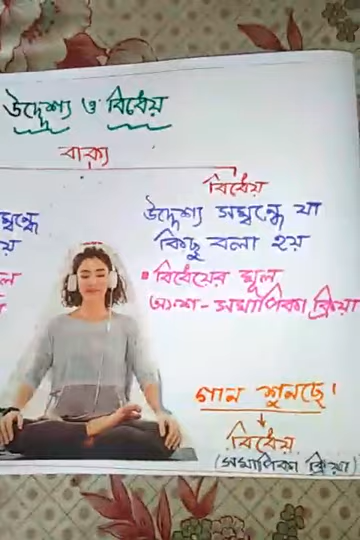 উদ্দেশ্য ও বিধেয়
বাক্য
বিধেয়
উদ্দেশ্য সম্বন্ধে যা
কিছু বলা হয়
বিধেয়ের মূল
অংশ - সমাপিকা ক্রিয়া
গান শুনছে।
বিধেয়
(সমাপিকা ক্রিয়া)